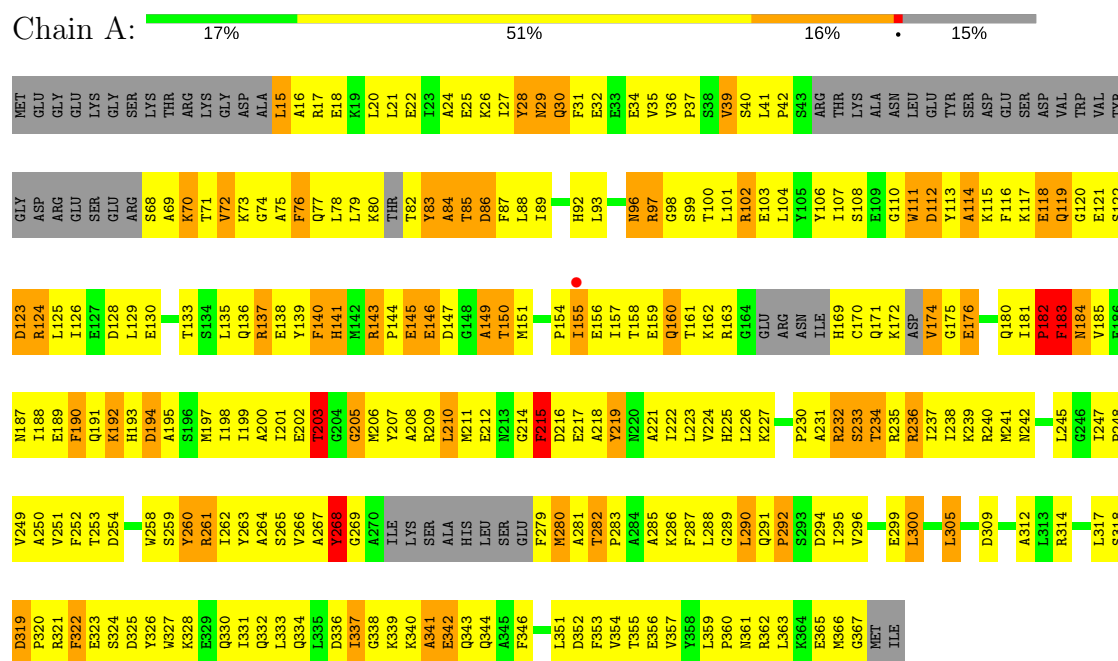 Chain A:
17% 51% 16% • 15%
MET GLU GLY GLU LYS GLY SER LYS THR ARG LYS GLY ASP ALA L15 A16 R17 E18 K19 L20 L21 E22 I23 A24 E25 K26 I27 Y28 N29 Q30 F31 E32 E33 E34 V35 V36 P37 S38 V39 S40 L41 P42 S43 ARG THR LYS ALA ASN LEU GLU TYR SER ASP GLU SER ASP VAL TRP VAL TYR
GLY ASP ARG GLU SER GLU ARG S68 A69 K70 T71 V72 K73 G74 A75 F76 Q77 L78 L79 K80 THR T82 Y83 A84 T85 D86 F87 L88 I89 H92 L93 N96 R97 G98 S99 T100 L101 R102 E103 L104 Y105 Y106 I107 S108 E109 G110 W111 D112 Y113 A114 K115 F116 K117 E118 Q119 G120 E121 S122
D123 R124 L125 I126 E127 D128 L129 E130 T133 S134 L135 Q136 R137 E138 Y139 F140 H141 M142 R143 P144 E145 E146 D147 G148 A149 T150 M151 P154 I155 E156 I157 T158 E159 Q160 T161 K162 R163 G164 GLU ARG ASN ILE H169 C170 Q171 K172 ASP V174 G175 E176 Q180 I181 P182 F183 N184 V185 E186
N187 I188 E189 F190 Q191 K192 H193 D194 A195 S196 M197 I198 I199 A200 I201 E202 T203 G204 G205 M206 Y207 A208 R209 L210 M211 E212 N213 G214 F215 D216 E217 A218 Y219 N220 A221 I222 L223 V224 H225 L226 K227 P230 A231 R232 S233 T234 R235 R236 I237 I238 K239 R240 M241 N242 L245 G246 I247 P248
V249 A250 V251 F252 T253 D254 W258 S259 Y260 R261 I262 Y263 A264 S265 V266 A267 Y268 G269 A270 ILE LYS SER ALA HIS LEU SER GLU F279 M280 A281 T282 P283 A284 A285 K286 F287 L288 G289 L290 Q291 P292 S293 D294 I295 V296 E299 L300 L305 D309 A312 L313 R314 L317 S318
D319 P320 R321 F322 E323 S324 D325 Y326 W327 K328 E329 Q330 I331 Q332 L333 Q334 L335 D336 I337 G338 K339 K340 A341 E342 Q343 Q344 A345 F346 L351 D352 F353 V354 T355 E356 V357 Y358 L359 P360 N361 R362 L363 K364 E365 M366 G367 MET ILE